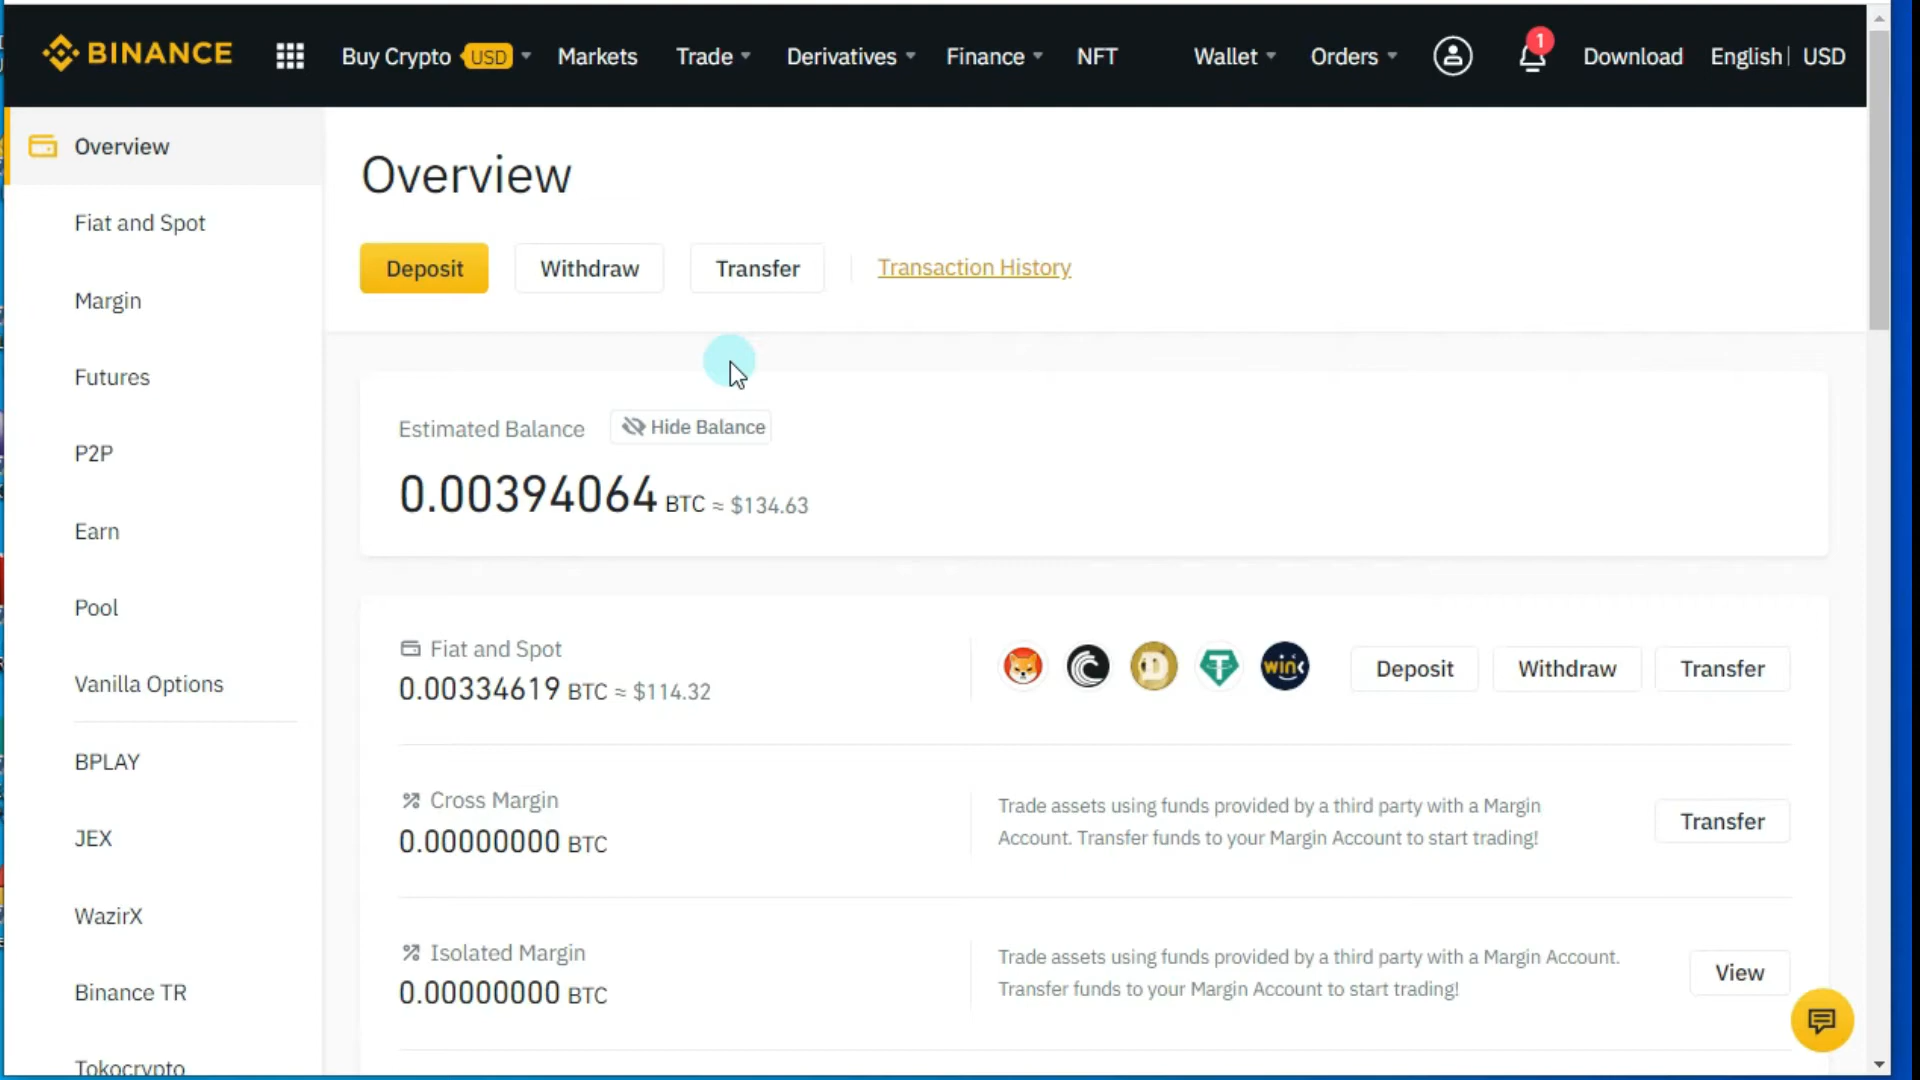 BINANCE
Buy Crypto USD Markets Trade Derivatives Finance NFT Wallet Orders 1 Download English USD
Overview
Fiat and Spot
Margin
Futures
P2P
Earn
Pool
Vanilla Options
BPLAY
JEX
WazirX
Binance TR
Tokocrypto
Overview
Deposit Withdraw Transfer Transaction History
Estimated Balance Hide Balance
0.00394064 BTC ≈ $134.63
Fiat and Spot
0.00334619 BTC ≈ $114.32
WIN
Deposit Withdraw Transfer
Cross Margin
0.00000000 BTC
Trade assets using funds provided by a third party with a Margin
Account. Transfer funds to your Margin Account to start trading!
Transfer
Isolated Margin
0.00000000 BTC
Trade assets using funds provided by a third party with a Margin Account.
Transfer funds to your Margin Account to start trading!
View